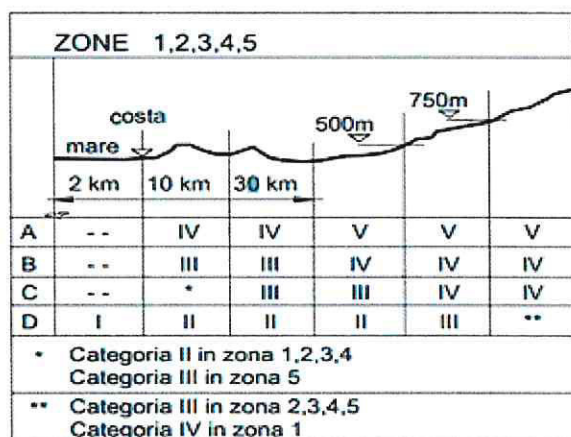 ZONE 1,2,3,4,5
750m
costa 500m
mare
2 km 10 km 30 km
A -- IV IV V V V
B -- III III IV IV IV
C -- * III III IV IV
D I II II II III **
* Categoria II in zona 1,2,3,4
Categoria III in zona 5
** Categoria III in zona 2,3,4,5
Categoria IV in zona 1